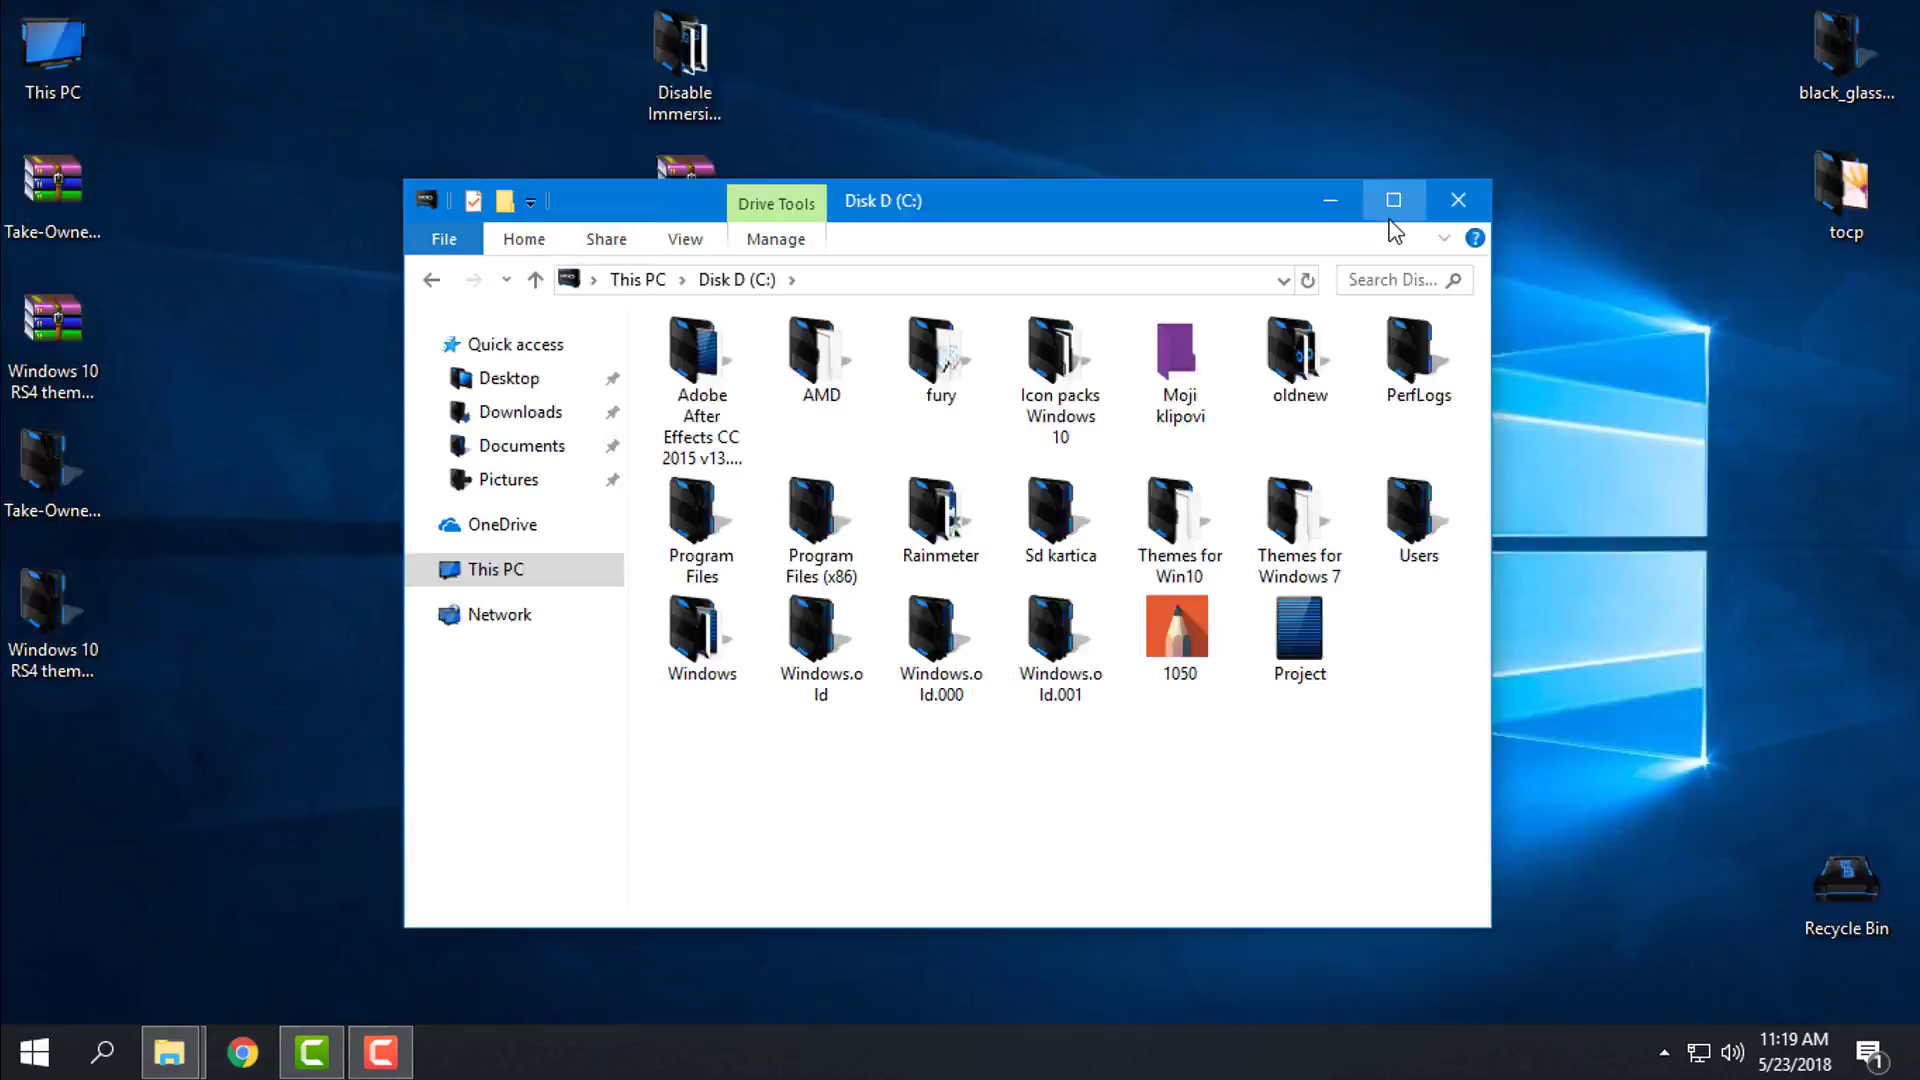 This PC
Take-Owne...
Windows 10
RS4 them...
Take-Owne...
Windows 10
RS4 them...
Disable
Immersi...
black_glass...
tocp
Recycle Bin
Drive Tools
Disk D (C:)
File
Home
Share
View
Manage
This PC
Disk D (C:)
Search Dis...
Quick access
Desktop
Downloads
Documents
Pictures
OneDrive
This PC
Network
Adobe
After
Effects CC
2015 v13....
AMD
fury
Icon packs
Windows
10
Moji
klipovi
oldnew
PerfLogs
Program
Files
Program
Files (x86)
Rainmeter
Sd kartica
Themes for
Win10
Themes for
Windows 7
Users
Windows
Windows.o
ld
Windows.o
ld.000
Windows.o
ld.001
1050
Project
11:19 AM
5/23/2018
1